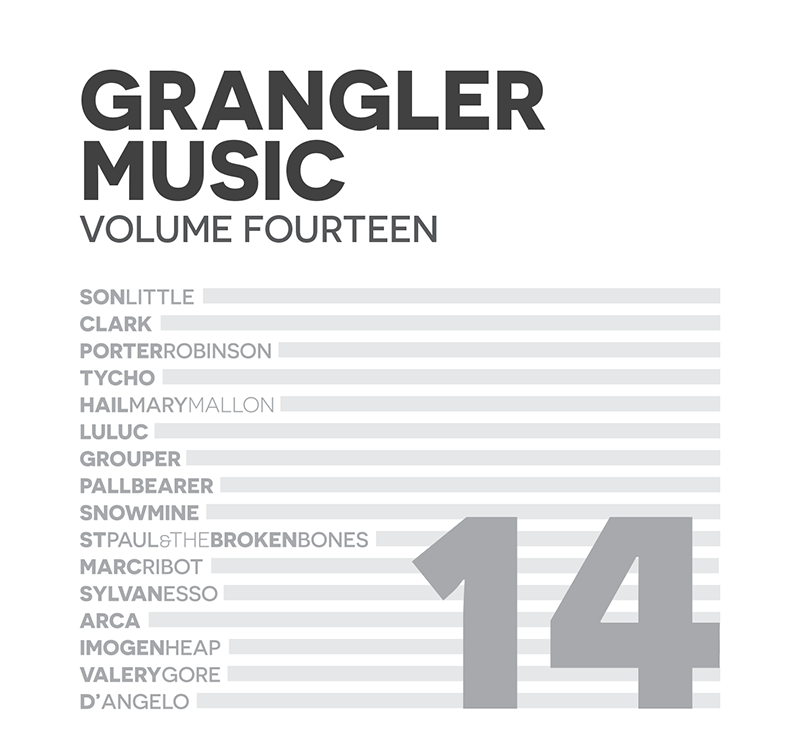 GRANGLER
MUSIC
VOLUME FOURTEEN
SONLITTLE
CLARK
PORTERROBINSON
TYCHO
HAILMARYMALLON
LULUC
GROUPER
PALLBEARER
SNOWMINE
STPAUL&THEBROKENBONES
MARCRIBOT
SYLVANESSO
ARCA
IMOGENHEAP
VALERYGORE
D'ANGELO
14